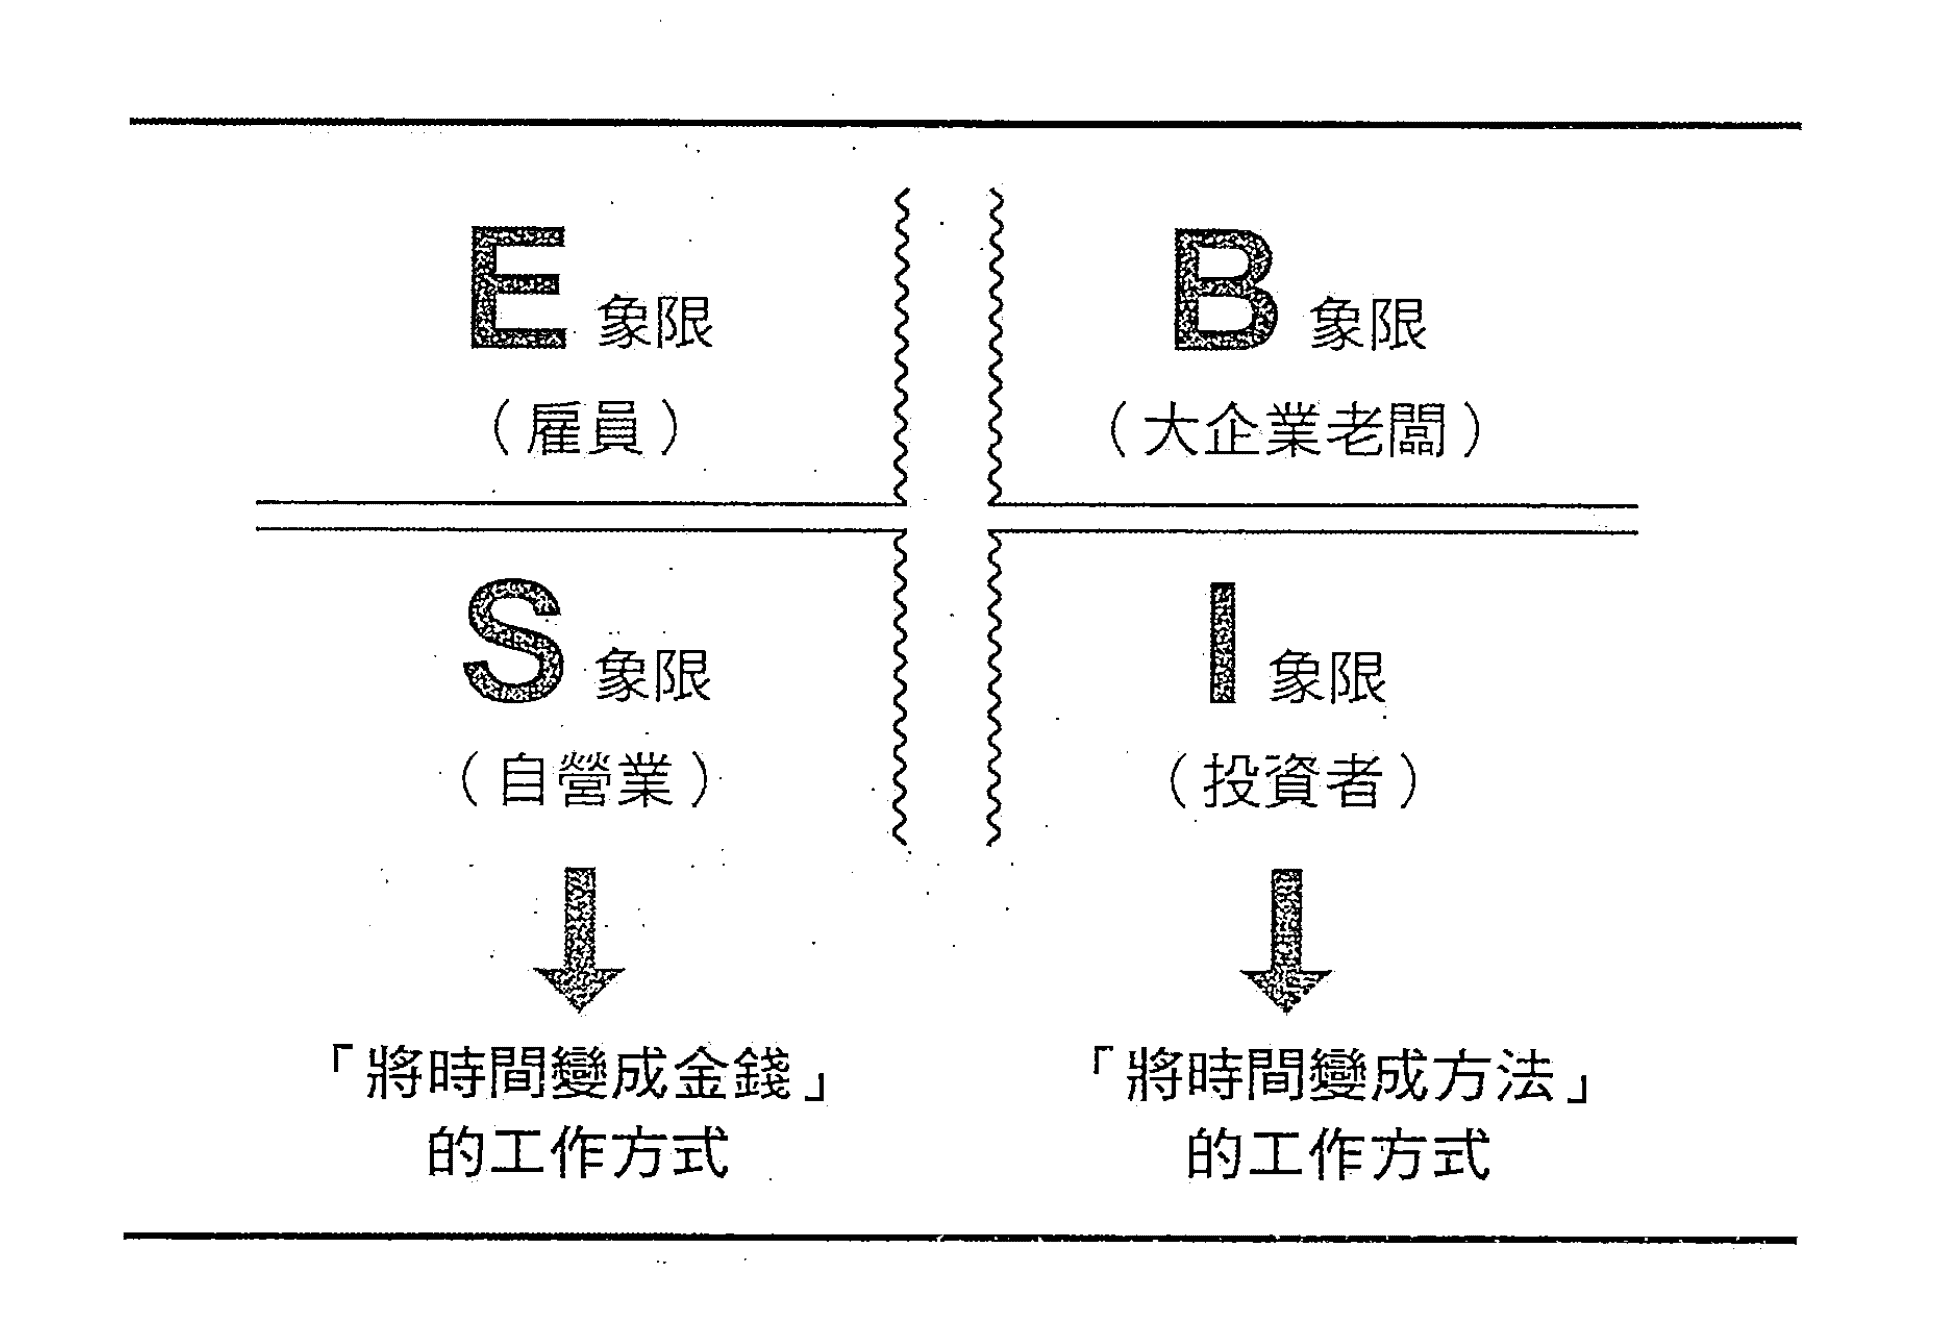 E 象限
(雇員)
B 象限
(大企業老闆)
S 象限
(自營業)
I 象限
(投資者)
「將時間變成金錢」
的工作方式
「將時間變成方法」
的工作方式